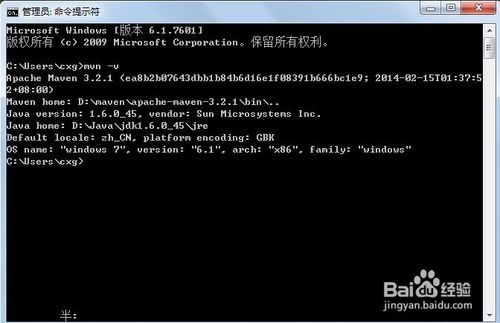 管理员: 命令提示符
Microsoft Windows [版本 6.1.7601]
版权所有 (c) 2009 Microsoft Corporation。保留所有权利。
C:\Users\cxg>mvn -v
Apache Maven 3.2.1 (ea8b2b07643dbb1b84b6d16e1f08391b666bc1e9; 2014-02-15T01:37:5
2+08:00)
Maven home: D:\maven\apache-maven-3.2.1\bin\..
Java version: 1.6.0_45, vendor: Sun Microsystems Inc.
Java home: D:\Java\jdk1.6.0_45\jre
Default locale: zh_CN, platform encoding: GBK
OS name: "windows 7", version: "6.1", arch: "x86", family: "windows"
C:\Users\cxg>
Baidu经验
jingyan.baidu.com
半: